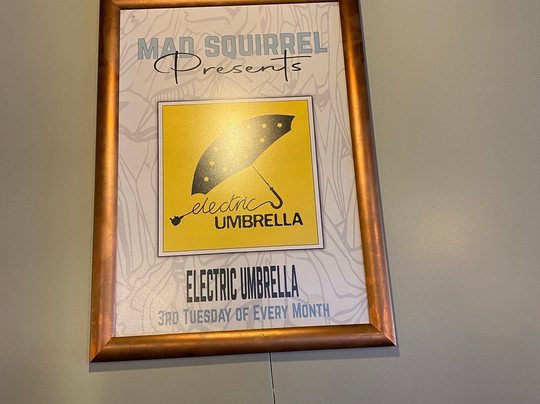 MAD SQUIRREL
Presents
electric
UMBRELLA
ELECTRIC UMBRELLA
3RD TUESDAY OF EVERY MONTH